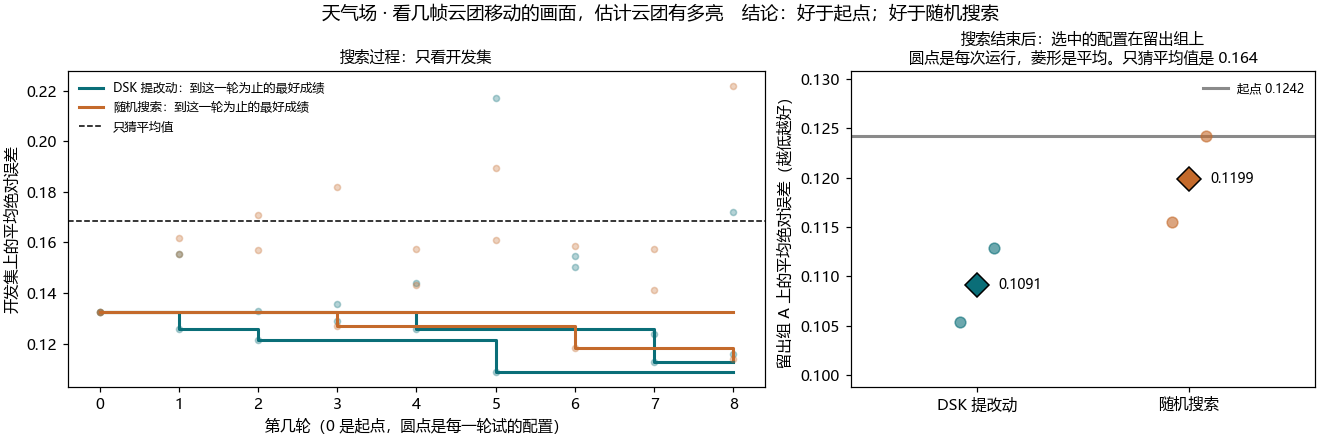 天气场 · 看几帧云团移动的画面，估计云团有多亮　结论：好于起点；好于随机搜索
搜索过程：只看开发集
DSK 提改动：到这一轮为止的最好成绩
随机搜索：到这一轮为止的最好成绩
只猜平均值
开发集上的平均绝对误差
0.22
0.20
0.18
0.16
0.14
0.12
0 1 2 3 4 5 6 7 8
第几轮（0 是起点，圆点是每一轮试的配置）
搜索结束后：选中的配置在留出组上
圆点是每次运行，菱形是平均。只猜平均值是 0.164
起点 0.1242
留出组 A 上的平均绝对误差（越低越好）
0.130
0.125
0.120
0.115
0.110
0.105
0.100
0.1199
0.1091
DSK 提改动 随机搜索